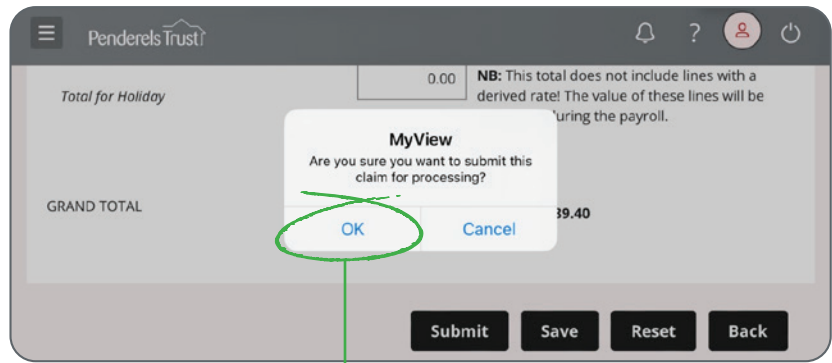 Penderels Trust
?
0.00
NB: This total does not include lines with a
Total for Holiday
derived rate! The value of these lines will be
during the payroll.
MyView
Are you sure you want to submit this
claim for processing?
GRAND TOTAL
39.40
OK Cancel
Submit Save Reset Back